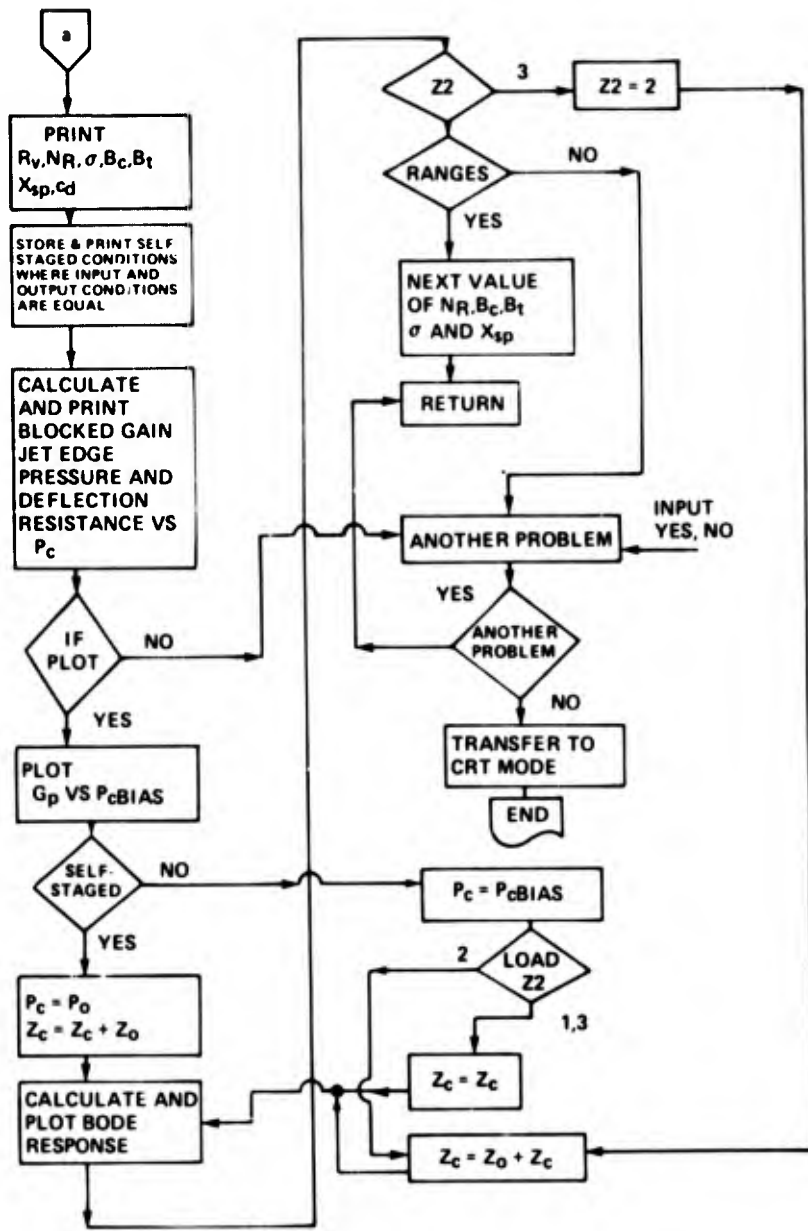 a
PRINT
Rv, NR, σ, Bc, Bt
Xsp, cd
STORE & PRINT SELF
STAGED CONDITIONS
WHERE INPUT AND
OUTPUT CONDITIONS
ARE EQUAL
CALCULATE
AND PRINT
BLOCKED GAIN
JET EDGE
PRESSURE AND
DEFLECTION
RESISTANCE VS
Pc
IF
PLOT
NO
YES
PLOT
Gp VS PcBIAS
SELF-
STAGED
NO
YES
Pc = Po
Zc = Zc + Zo
CALCULATE AND
PLOT BODE
RESPONSE
Z2
3
Z2 = 2
RANGES
NO
YES
NEXT VALUE
OF NR, Bc, Bt
σ AND Xsp
RETURN
ANOTHER PROBLEM
INPUT
YES, NO
YES
ANOTHER
PROBLEM
NO
TRANSFER TO
CRT MODE
END
Pc = PcBIAS
LOAD
Z2
2
1,3
Zc = Zc
Zc = Zo + Zc